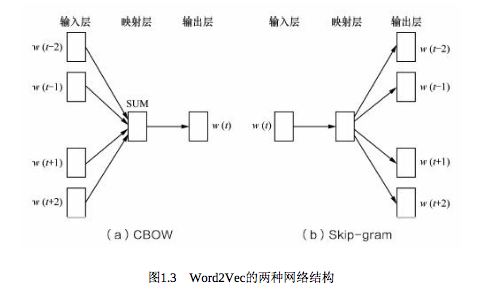 输入层 映射层 输出层 输入层 映射层 输出层
w (t−2) w (t−2)
w (t−1) w (t−1)
SUM
w (t) w (t)
w (t+1) w (t+1)
w (t+2) w (t+2)
(a) CBOW (b) Skip-gram
图1.3 Word2Vec的两种网络结构